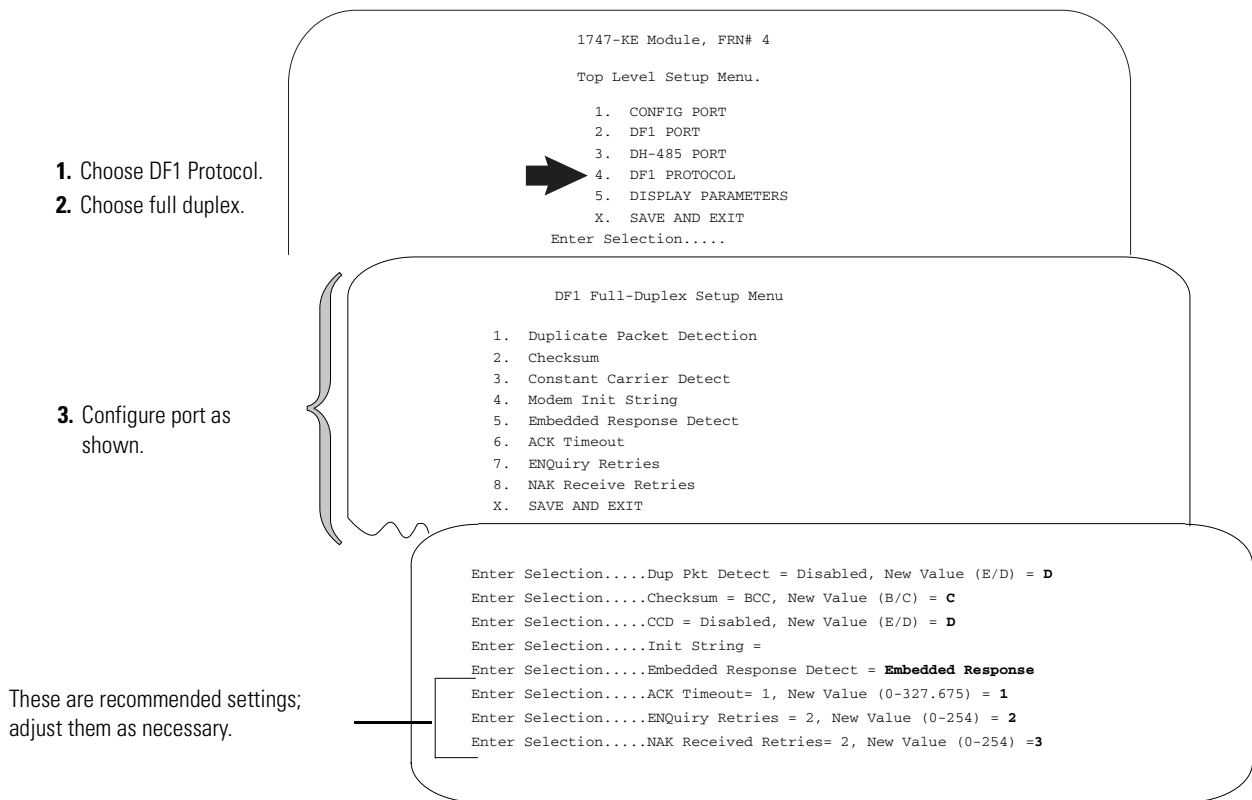 1747-KE Module, FRN# 4
Top Level Setup Menu.
1. CONFIG PORT
2. DF1 PORT
3. DH-485 PORT
4. DF1 PROTOCOL
5. DISPLAY PARAMETERS
X. SAVE AND EXIT
Enter Selection.....
1. Choose DF1 Protocol.
2. Choose full duplex.
DF1 Full-Duplex Setup Menu
1. Duplicate Packet Detection
2. Checksum
3. Constant Carrier Detect
4. Modem Init String
5. Embedded Response Detect
6. ACK Timeout
7. ENQuiry Retries
8. NAK Receive Retries
X. SAVE AND EXIT
3. Configure port as
shown.
Enter Selection.....Dup Pkt Detect = Disabled, New Value (E/D) = D
Enter Selection.....Checksum = BCC, New Value (B/C) = C
Enter Selection.....CCD = Disabled, New Value (E/D) = D
Enter Selection.....Init String =
Enter Selection.....Embedded Response Detect = Embedded Response
Enter Selection.....ACK Timeout= 1, New Value (0-327.675) = 1
Enter Selection.....ENQuiry Retries = 2, New Value (0-254) = 2
Enter Selection.....NAK Received Retries= 2, New Value (0-254) =3
These are recommended settings;
adjust them as necessary.